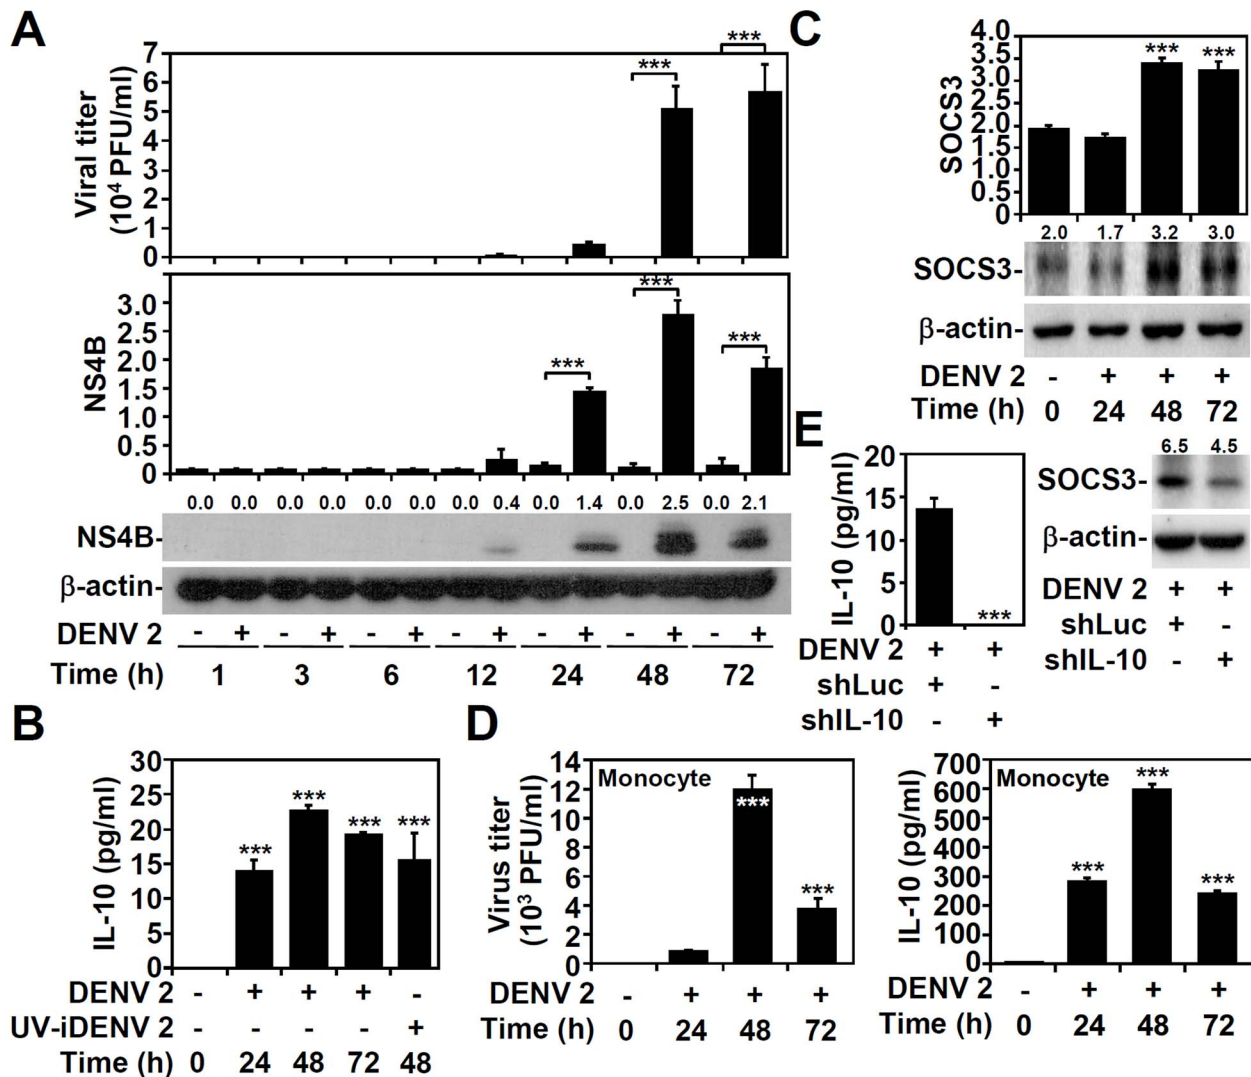 A
Viral titer
(10⁴ PFU/ml)
7
6
5
4
3
2
1
0
***
***
NS4B
3.0
2.5
2.0
1.5
1.0
0.5
0
***
***
***
0.0 0.0 0.0 0.0 0.0 0.0 0.0 0.4 0.0 1.4 0.0 2.5 0.0 2.1
NS4B-
β-actin-
DENV 2 - + - + - + - + - + - + - +
Time (h) 1 3 6 12 24 48 72
B
IL-10 (pg/ml)
30
25
20
15
10
5
0
*** *** *** ***
DENV 2 - + + + -
UV-iDENV 2 - - - - +
Time (h) 0 24 48 72 48
C
SOCS3
4.0
3.5
3.0
2.5
2.0
1.5
1.0
0.5
0
*** ***
2.0 1.7 3.2 3.0
SOCS3-
β-actin-
DENV 2 - + + +
Time (h) 0 24 48 72
E
IL-10 (pg/ml)
20
15
10
5
0
***
DENV 2 + +
shLuc + -
shIL-10 - +
6.5 4.5
SOCS3-
β-actin-
DENV 2 + +
shLuc + -
shIL-10 - +
D
Virus titer
(10³ PFU/ml)
14
12
10
8
6
4
2
0
Monocyte
***
***
DENV 2 - + + +
Time (h) 0 24 48 72
IL-10 (pg/ml)
700
600
500
400
300
200
100
0
Monocyte
***
***
***
DENV 2 - + + +
Time (h) 0 24 48 72